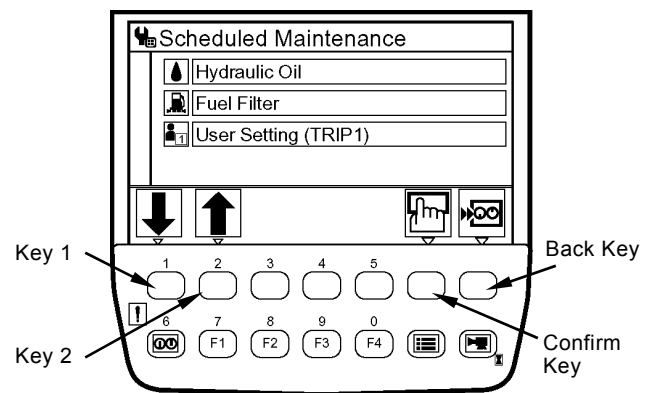 Scheduled Maintenance
Hydraulic Oil
Fuel Filter
1 User Setting (TRIP1)
Key 1
Back Key
1 2 3 4 5
!
6 7 8 9 0
F1 F2 F3 F4
Key 2
Confirm
Key